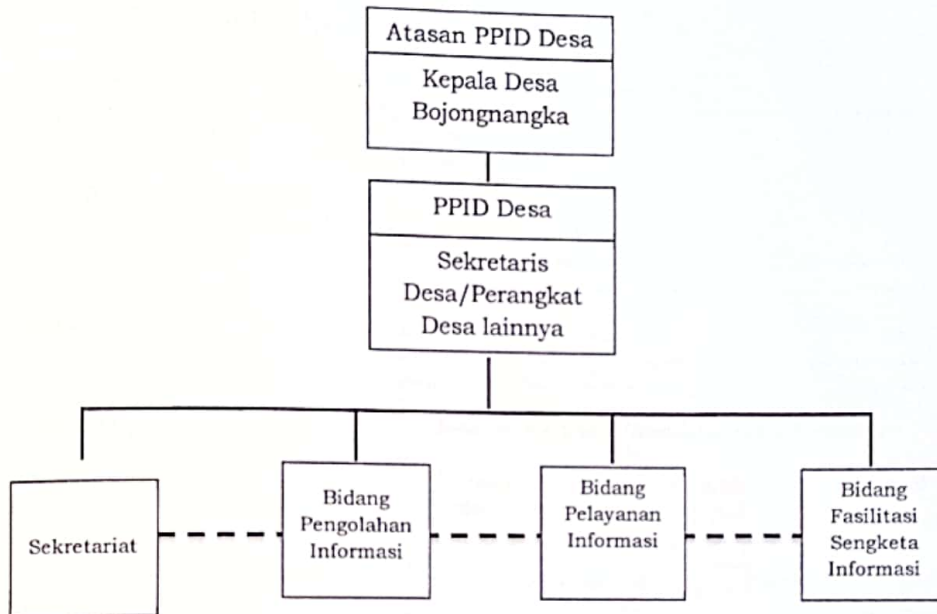 Atasan PPID Desa
Kepala Desa
Bojongnangka
PPID Desa
Sekretaris
Desa/Perangkat
Desa lainnya
Sekretariat
Bidang
Pengolahan
Informasi
Bidang
Pelayanan
Informasi
Bidang
Fasilitasi
Sengketa
Informasi